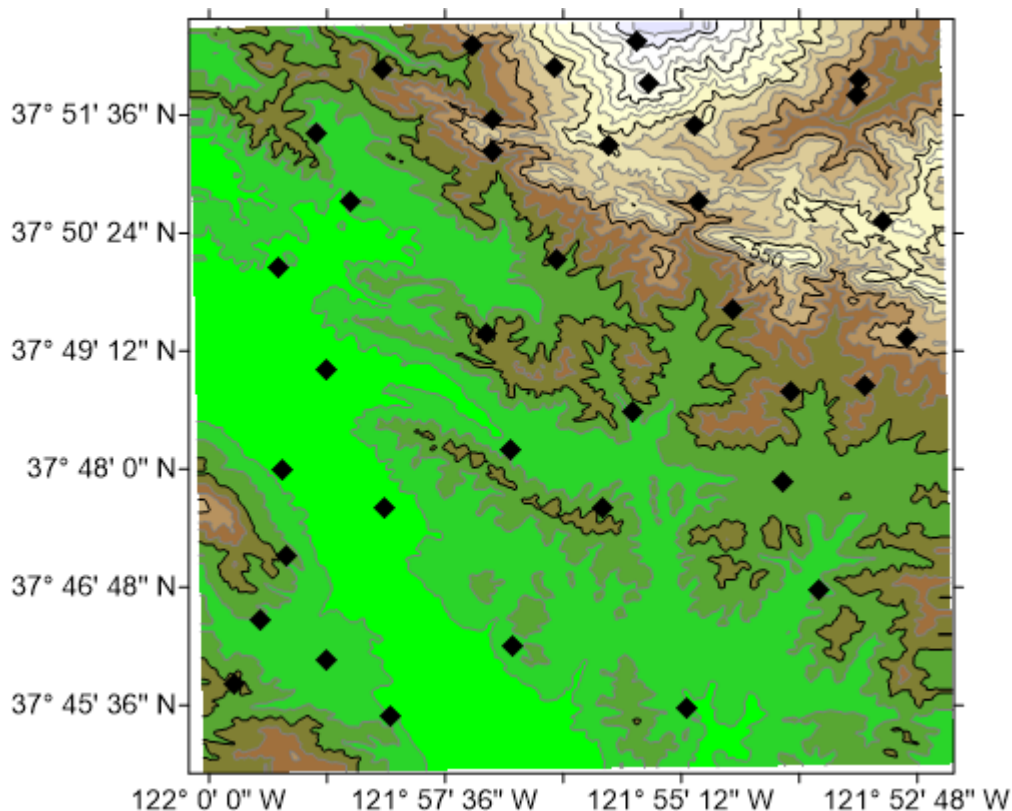 37° 51' 36" N
37° 50' 24" N
37° 49' 12" N
37° 48' 0" N
37° 46' 48" N
37° 45' 36" N
122° 0' 0" W 121° 57' 36" W 121° 55' 12" W 121° 52' 48" W